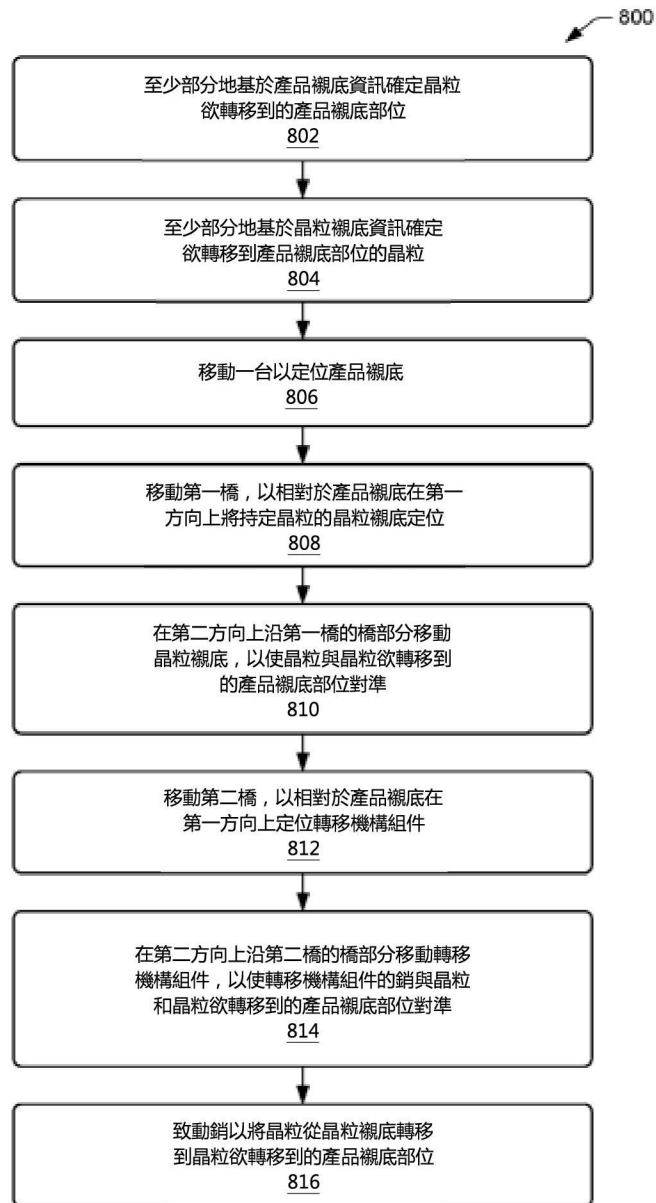 800
至少部分地基於產品襯底資訊確定晶粒
欲轉移到的產品襯底部位
802
至少部分地基於晶粒襯底資訊確定
欲轉移到產品襯底部位的晶粒
804
移動一台以定位產品襯底
806
移動第一橋，以相對於產品襯底在第一
方向上將持定晶粒的晶粒襯底定位
808
在第二方向上沿第一橋的橋部分移動
晶粒襯底，以使晶粒與晶粒欲轉移到
的產品襯底部位對準
810
移動第二橋，以相對於產品襯底在
第一方向上定位轉移機構組件
812
在第二方向上沿第二橋的橋部分移動轉移
機構組件，以使轉移機構組件的銷與晶粒
和晶粒欲轉移到的產品襯底部位對準
814
致動銷以將晶粒從晶粒襯底轉移
到晶粒欲轉移到的產品襯底部位
816